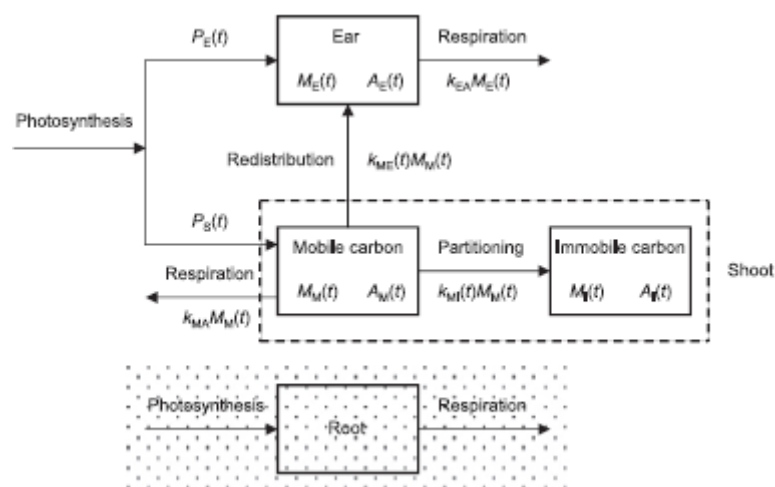 P_E(t)
Ear
Respiration
M_E(t) A_E(t)
k_EA M_E(t)
Photosynthesis
Redistribution
k_ME(t)M_M(t)
P_S(t)
Mobile carbon
Partitioning
Immobile carbon
Shoot
Respiration
M_M(t) A_M(t)
k_MI(t)M_M(t)
M_I(t) A_I(t)
k_MA M_M(t)
Photosynthesis
Root
Respiration